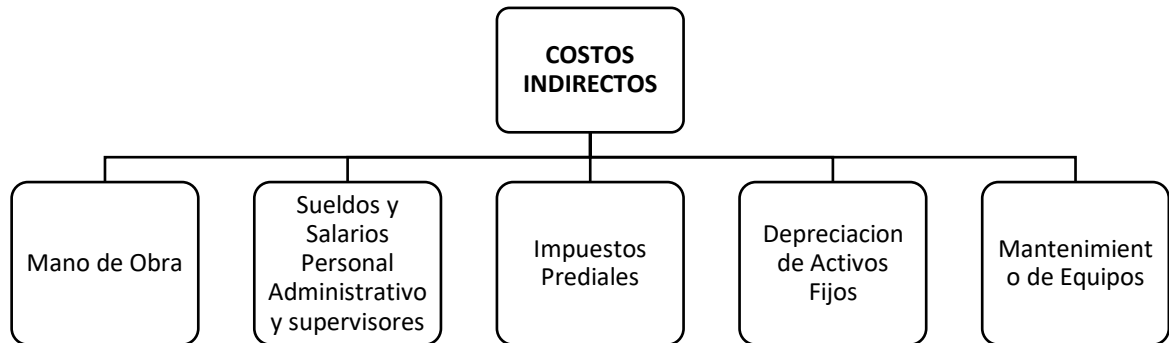 COSTOS
INDIRECTOS
Mano de Obra
Sueldos y
Salarios
Personal
Administrativo
y supervisores
Impuestos
Prediales
Depreciacion
de Activos
Fijos
Mantenimient
o de Equipos